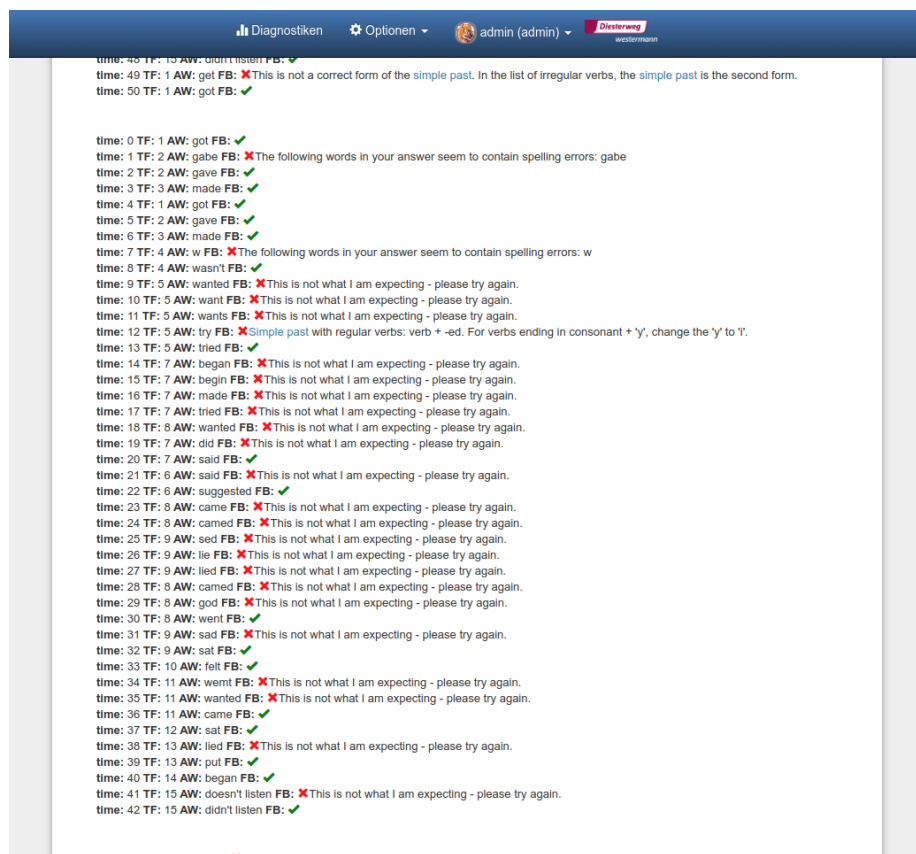 Diagnostiken Optionen admin (admin) Diesterweg
westermann
time: 48 TF: 15 AW: didn't listen FB:
time: 49 TF: 1 AW: get FB: ✖This is not a correct form of the simple past. In the list of irregular verbs, the simple past is the second form.
time: 50 TF: 1 AW: got FB: ✔
time: 0 TF: 1 AW: got FB: ✔
time: 1 TF: 2 AW: gabe FB: ✖The following words in your answer seem to contain spelling errors: gabe
time: 2 TF: 2 AW: gave FB: ✔
time: 3 TF: 3 AW: made FB: ✔
time: 4 TF: 1 AW: got FB: ✔
time: 5 TF: 2 AW: gave FB: ✔
time: 6 TF: 3 AW: made FB: ✔
time: 7 TF: 4 AW: w FB: ✖The following words in your answer seem to contain spelling errors: w
time: 8 TF: 4 AW: wasn't FB: ✔
time: 9 TF: 5 AW: wanted FB: ✖This is not what I am expecting - please try again.
time: 10 TF: 5 AW: want FB: ✖This is not what I am expecting - please try again.
time: 11 TF: 5 AW: wants FB: ✖This is not what I am expecting - please try again.
time: 12 TF: 5 AW: try FB: ✖Simple past with regular verbs: verb + -ed. For verbs ending in consonant + 'y', change the 'y' to 'i'.
time: 13 TF: 5 AW: tried FB: ✔
time: 14 TF: 7 AW: began FB: ✖This is not what I am expecting - please try again.
time: 15 TF: 7 AW: begin FB: ✖This is not what I am expecting - please try again.
time: 16 TF: 7 AW: made FB: ✖This is not what I am expecting - please try again.
time: 17 TF: 7 AW: tried FB: ✖This is not what I am expecting - please try again.
time: 18 TF: 8 AW: wanted FB: ✖This is not what I am expecting - please try again.
time: 19 TF: 7 AW: did FB: ✖This is not what I am expecting - please try again.
time: 20 TF: 7 AW: said FB: ✔
time: 21 TF: 6 AW: said FB: ✖This is not what I am expecting - please try again.
time: 22 TF: 6 AW: suggested FB: ✔
time: 23 TF: 8 AW: came FB: ✖This is not what I am expecting - please try again.
time: 24 TF: 8 AW: camed FB: ✖This is not what I am expecting - please try again.
time: 25 TF: 9 AW: sed FB: ✖This is not what I am expecting - please try again.
time: 26 TF: 9 AW: lie FB: ✖This is not what I am expecting - please try again.
time: 27 TF: 9 AW: lied FB: ✖This is not what I am expecting - please try again.
time: 28 TF: 8 AW: camed FB: ✖This is not what I am expecting - please try again.
time: 29 TF: 8 AW: god FB: ✖This is not what I am expecting - please try again.
time: 30 TF: 8 AW: went FB: ✔
time: 31 TF: 9 AW: sad FB: ✖This is not what I am expecting - please try again.
time: 32 TF: 9 AW: sat FB: ✔
time: 33 TF: 10 AW: felt FB: ✔
time: 34 TF: 11 AW: wemt FB: ✖This is not what I am expecting - please try again.
time: 35 TF: 11 AW: wanted FB: ✖This is not what I am expecting - please try again.
time: 36 TF: 11 AW: came FB: ✔
time: 37 TF: 12 AW: sat FB: ✔
time: 38 TF: 13 AW: lied FB: ✖This is not what I am expecting - please try again.
time: 39 TF: 13 AW: put FB: ✔
time: 40 TF: 14 AW: began FB: ✔
time: 41 TF: 15 AW: doesn't listen FB: ✖This is not what I am expecting - please try again.
time: 42 TF: 15 AW: didn't listen FB: ✔